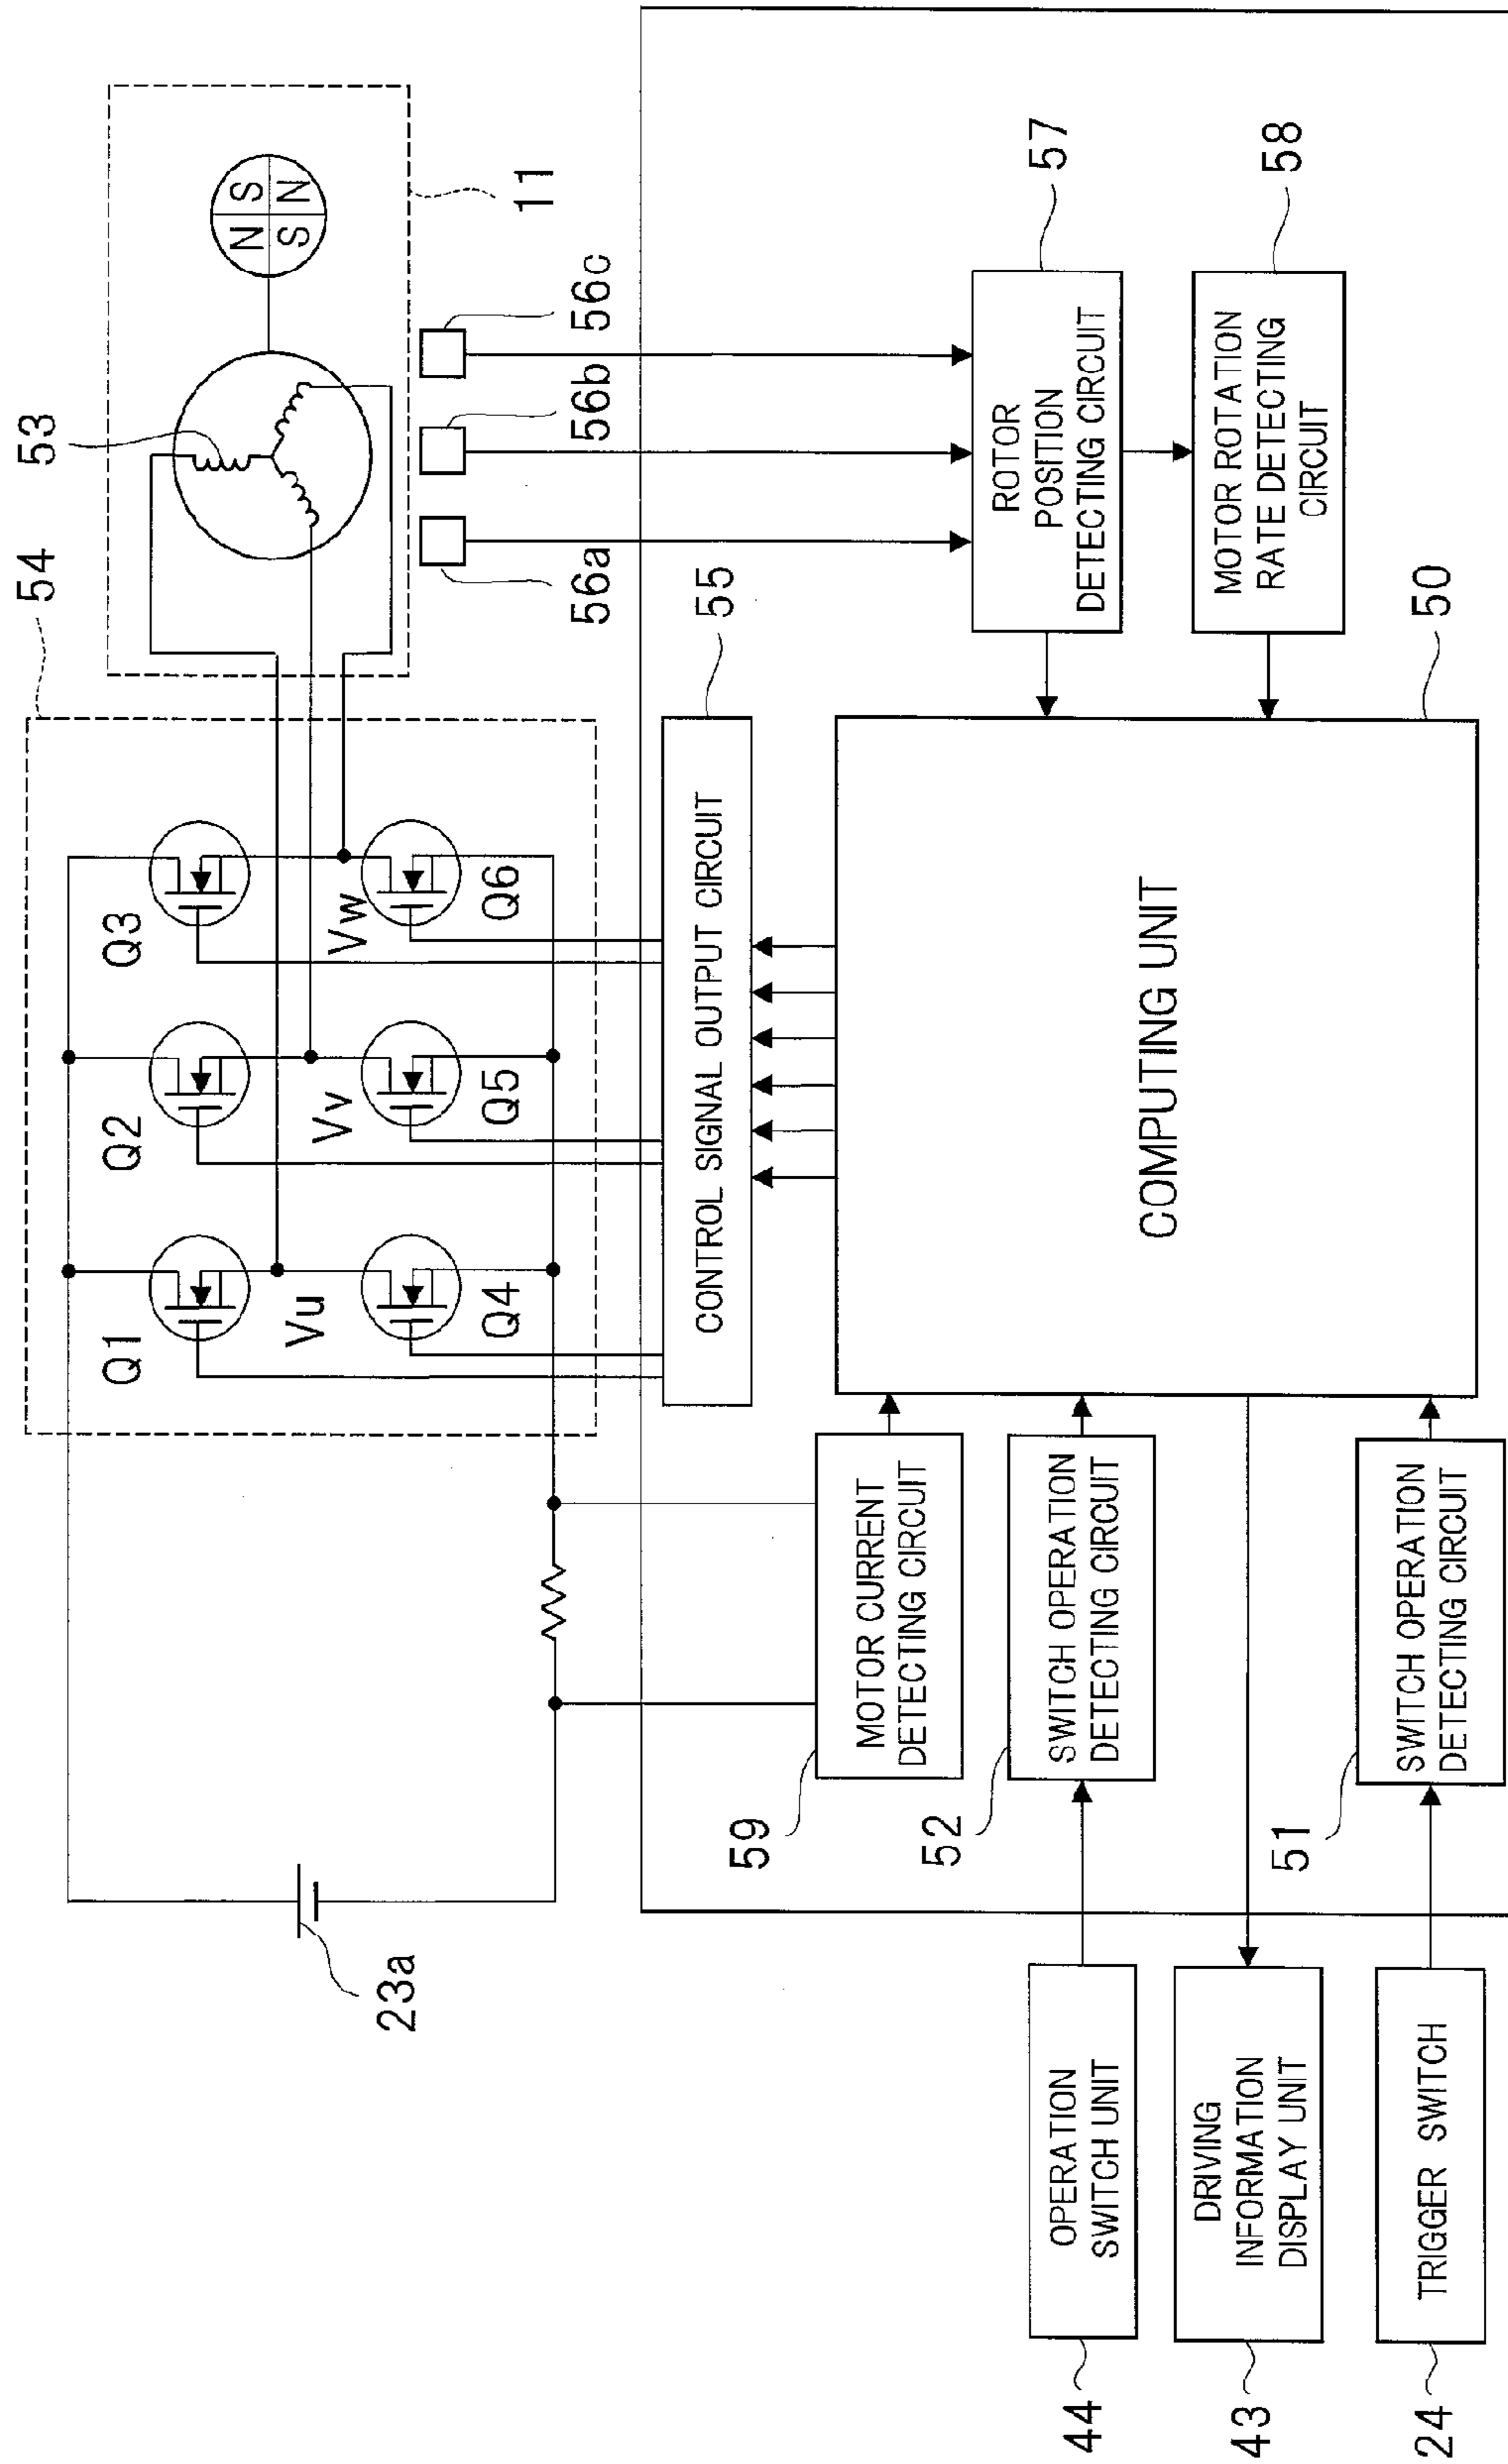 54
53
Q1
Q2
Q3
Vu
Vv
Vw
Q4
Q5
Q6
N
S
S
N
11
23a
56a
56b
56c
55
CONTROL SIGNAL OUTPUT CIRCUIT
59
MOTOR CURRENT
DETECTING CIRCUIT
52
SWITCH OPERATION
DETECTING CIRCUIT
51
SWITCH OPERATION
DETECTING CIRCUIT
COMPUTING UNIT
50
57
ROTOR
POSITION
DETECTING CIRCUIT
58
MOTOR ROTATION
RATE DETECTING
CIRCUIT
44
OPERATION
SWITCH UNIT
43
DRIVING
INFORMATION
DISPLAY UNIT
24
TRIGGER SWITCH